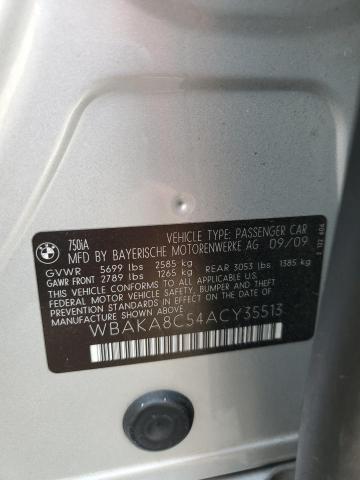 BMW
750iA
VEHICLE TYPE: PASSENGER CAR
MFD BY BAYERISCHE MOTORENWERKE AG 09/09
GVWR 5699 lbs 2585 kg
GAWR FRONT 2789 lbs 1265 kg REAR 3053 lbs 1385 kg
THIS VEHICLE CONFORMS TO ALL APPLICABLE
FEDERAL MOTOR VEHICLE SAFETY, BUMPER, AND
THEFT PREVENTION STANDARDS IN EFFECT ON THE DATE OF
MANUFACTURE SHOWN ABOVE
WBAKA8C54ACY35513